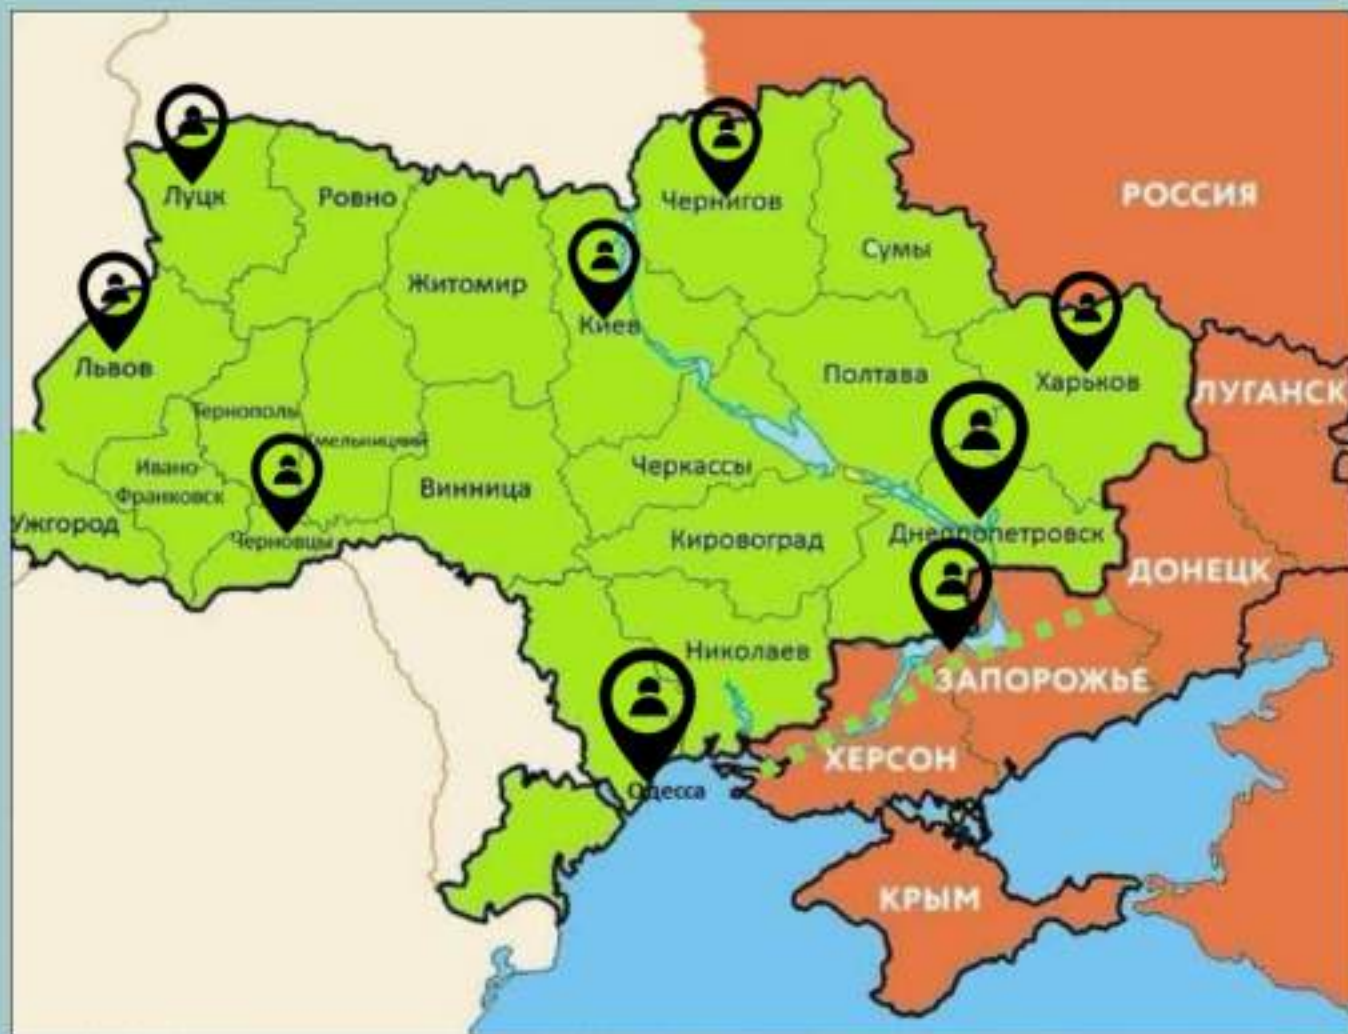 РОССИЯ
Луцк
Ровно
Чернигов
Сумы
Житомир
Киев
Львов
Полтава
Харьков
ЛУГАНСК
Тернополь
Хмельницкий
Ивано
Франковск
Винница
Черкассы
Ужгород
Черновцы
Кировоград
Днепропетровск
ДОНЕЦК
Николаев
ЗАПОРОЖЬЕ
ХЕРСОН
Одесса
КРЫМ